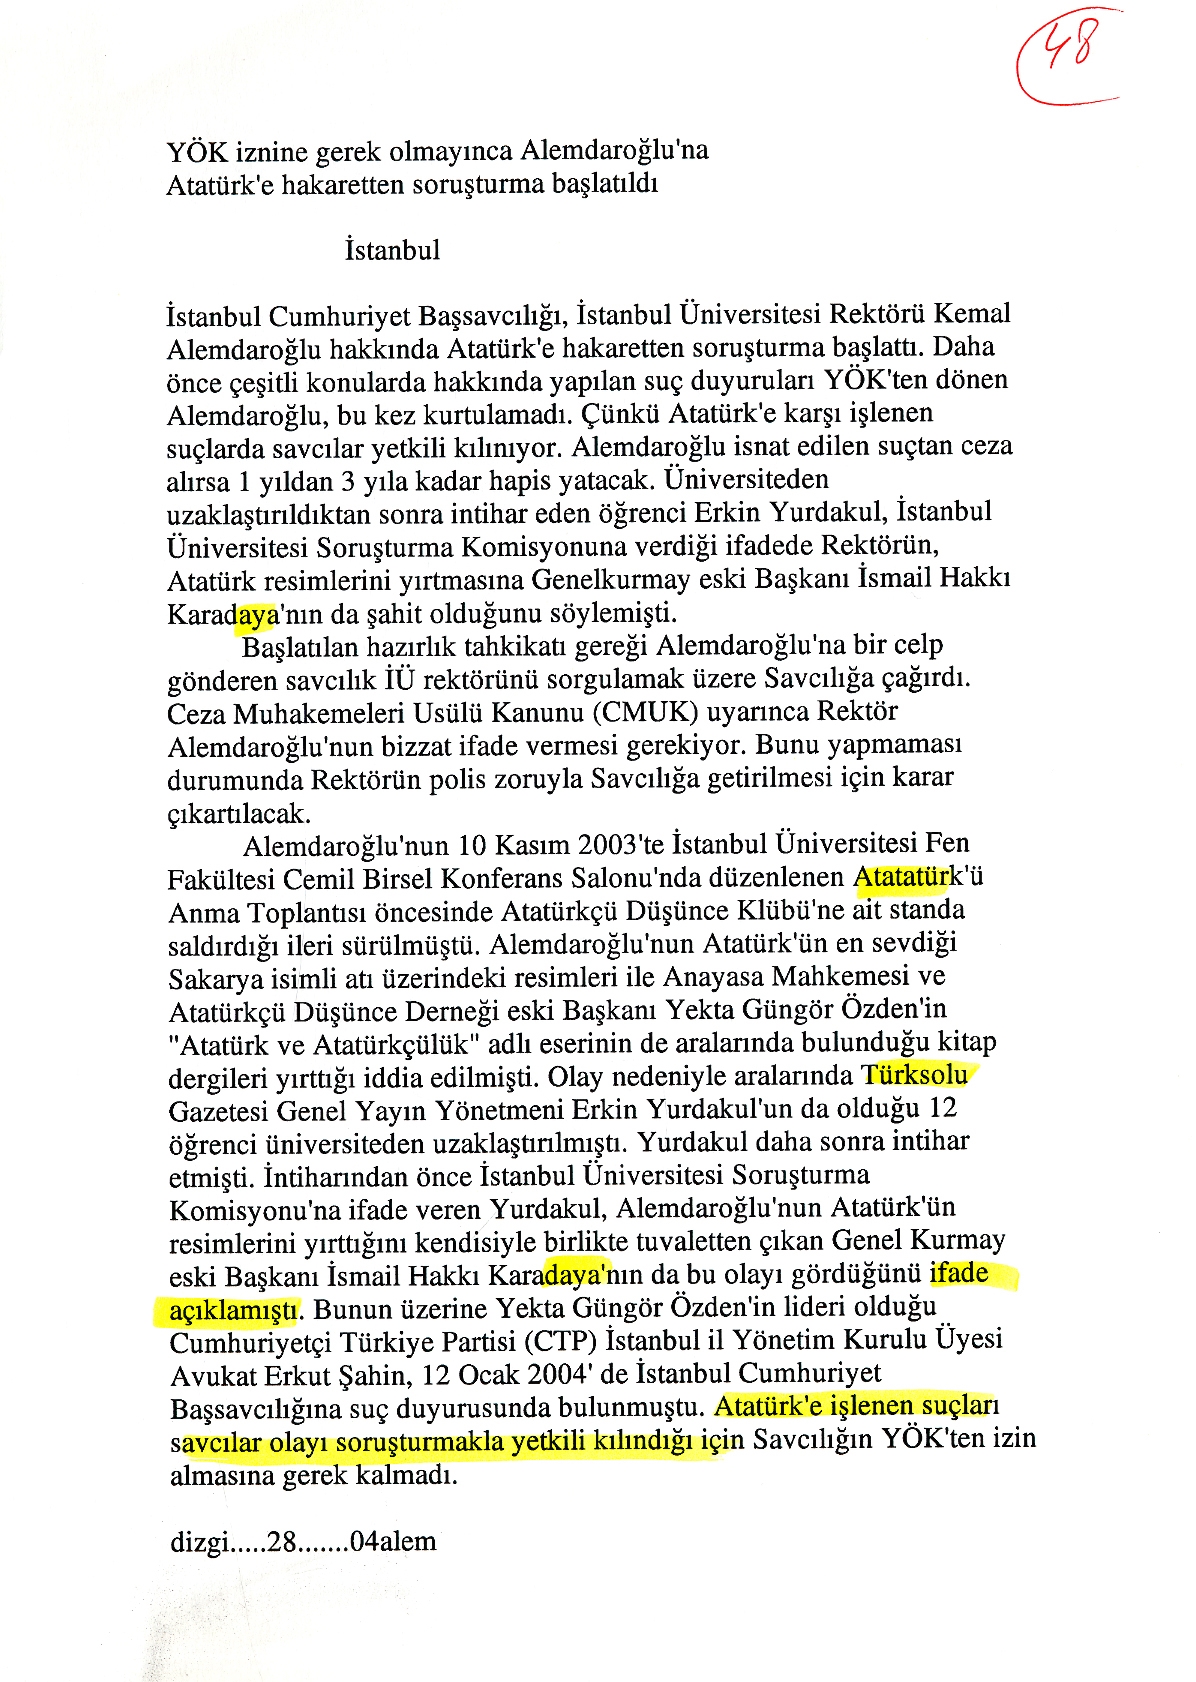 48
YÖK iznine gerek olmayınca Alemdaroğlu'na
Atatürk'e hakaretten soruşturma başlatıldı
İstanbul
İstanbul Cumhuriyet Başsavcılığı, İstanbul Üniversitesi Rektörü Kemal
Alemdaroğlu hakkında Atatürk'e hakaretten soruşturma başlattı. Daha
önce çeşitli konularda hakkında yapılan suç duyuruları YÖK'ten dönen
Alemdaroğlu, bu kez kurtulamadı. Çünkü Atatürk'e karşı işlenen
suçlarda savcılar yetkili kılınıyor. Alemdaroğlu isnat edilen suçtan ceza
alırsa 1 yıldan 3 yıla kadar hapis yatacak. Üniversiteden
uzaklaştırıldıktan sonra intihar eden öğrenci Erkin Yurdakul, İstanbul
Üniversitesi Soruşturma Komisyonuna verdiği ifadede Rektörün,
Atatürk resimlerini yırtmasına Genelkurmay eski Başkanı İsmail Hakkı
Karadaya'nın da şahit olduğunu söylemişti.
Başlatılan hazırlık tahkikatı gereği Alemdaroğlu'na bir celp
gönderen savcılık İÜ rektörünü sorgulamak üzere Savcılığa çağırdı.
Ceza Muhakemeleri Usülü Kanunu (CMUK) uyarınca Rektör
Alemdaroğlu'nun bizzat ifade vermesi gerekiyor. Bunu yapmaması
durumunda Rektörün polis zoruyla Savcılığa getirilmesi için karar
çıkartılacak.
Alemdaroğlu'nun 10 Kasım 2003'te İstanbul Üniversitesi Fen
Fakültesi Cemil Birsel Konferans Salonu'nda düzenlenen Atatatürk'ü
Anma Toplantısı öncesinde Atatürkçü Düşünce Klübü'ne ait standa
saldırdığı ileri sürülmüştü. Alemdaroğlu'nun Atatürk'ün en sevdiği
Sakarya isimli atı üzerindeki resimleri ile Anayasa Mahkemesi ve
Atatürkçü Düşünce Derneği eski Başkanı Yekta Güngör Özden'in
"Atatürk ve Atatürkçülük" adlı eserinin de aralarında bulunduğu kitap
dergileri yırttığı iddia edilmişti. Olay nedeniyle aralarında Türksolu
Gazetesi Genel Yayın Yönetmeni Erkin Yurdakul'un da olduğu 12
öğrenci üniversiteden uzaklaştırılmıştı. Yurdakul daha sonra intihar
etmişti. İntiharından önce İstanbul Üniversitesi Soruşturma
Komisyonu'na ifade veren Yurdakul, Alemdaroğlu'nun Atatürk'ün
resimlerini yırttığını kendisiyle birlikte tuvaletten çıkan Genel Kurmay
eski Başkanı İsmail Hakkı Karadaya'nın da bu olayı gördüğünü ifade
açıklamıştı. Bunun üzerine Yekta Güngör Özden'in lideri olduğu
Cumhuriyetçi Türkiye Partisi (CTP) İstanbul il Yönetim Kurulu Üyesi
Avukat Erkut Şahin, 12 Ocak 2004' de İstanbul Cumhuriyet
Başsavcılığına suç duyurusunda bulunmuştu. Atatürk'e işlenen suçları
savcılar olayı soruşturmakla yetkili kılındığı için Savcılığın YÖK'ten izin
almasına gerek kalmadı.
dizgi.....28.......04alem